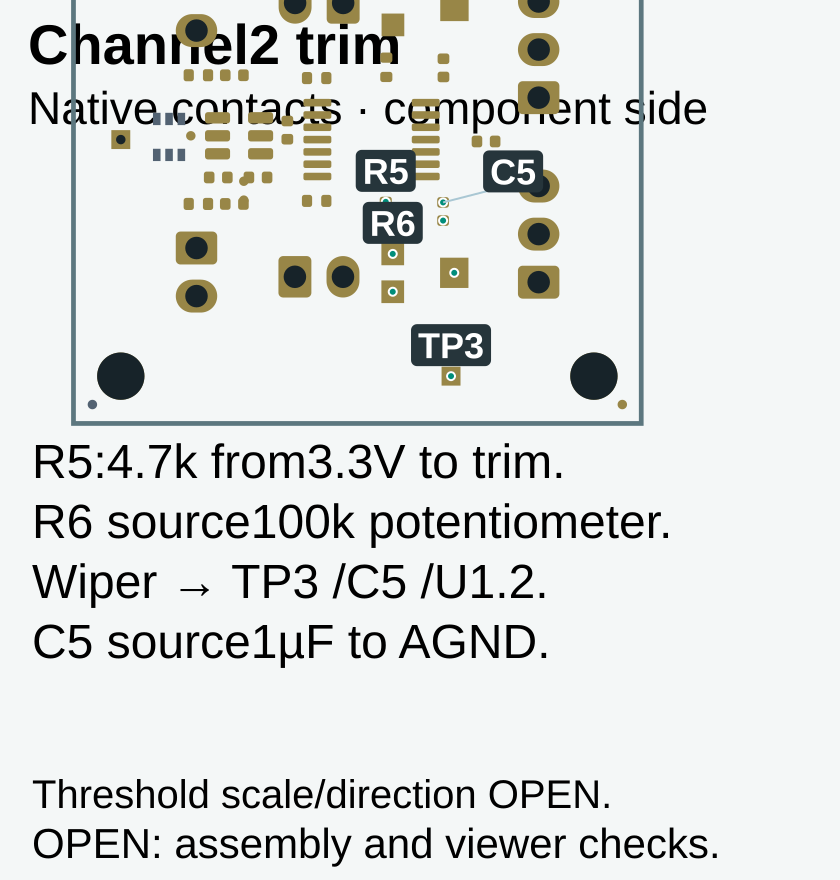 Channel2 trim
Native contacts · component side
R5
C5
R6
TP3
R5:4.7k from3.3V to trim.
R6 source100k potentiometer.
Wiper → TP3 /C5 /U1.2.
C5 source1µF to AGND.
Threshold scale/direction OPEN.
OPEN: assembly and viewer checks.